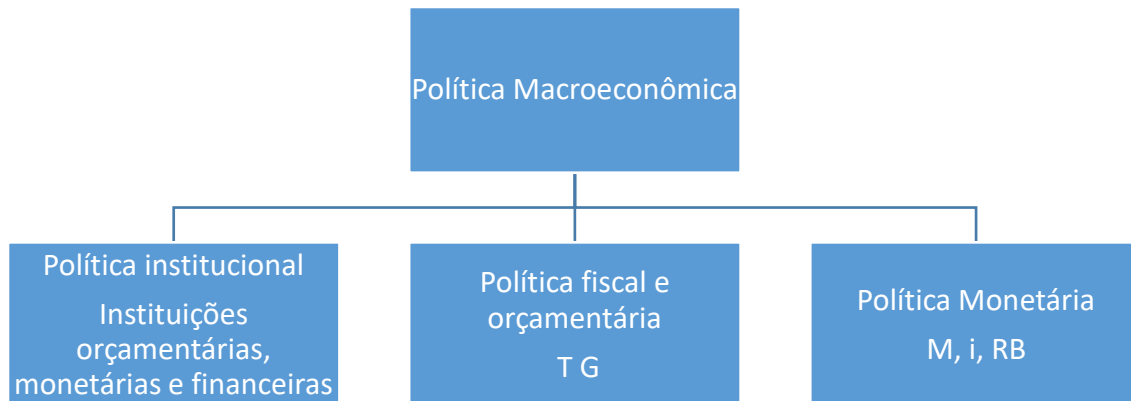 Política Macroeconômica
Política institucional
Instituições
orçamentárias,
monetárias e financeiras
Política fiscal e
orçamentária
T G
Política Monetária
M, i, RB